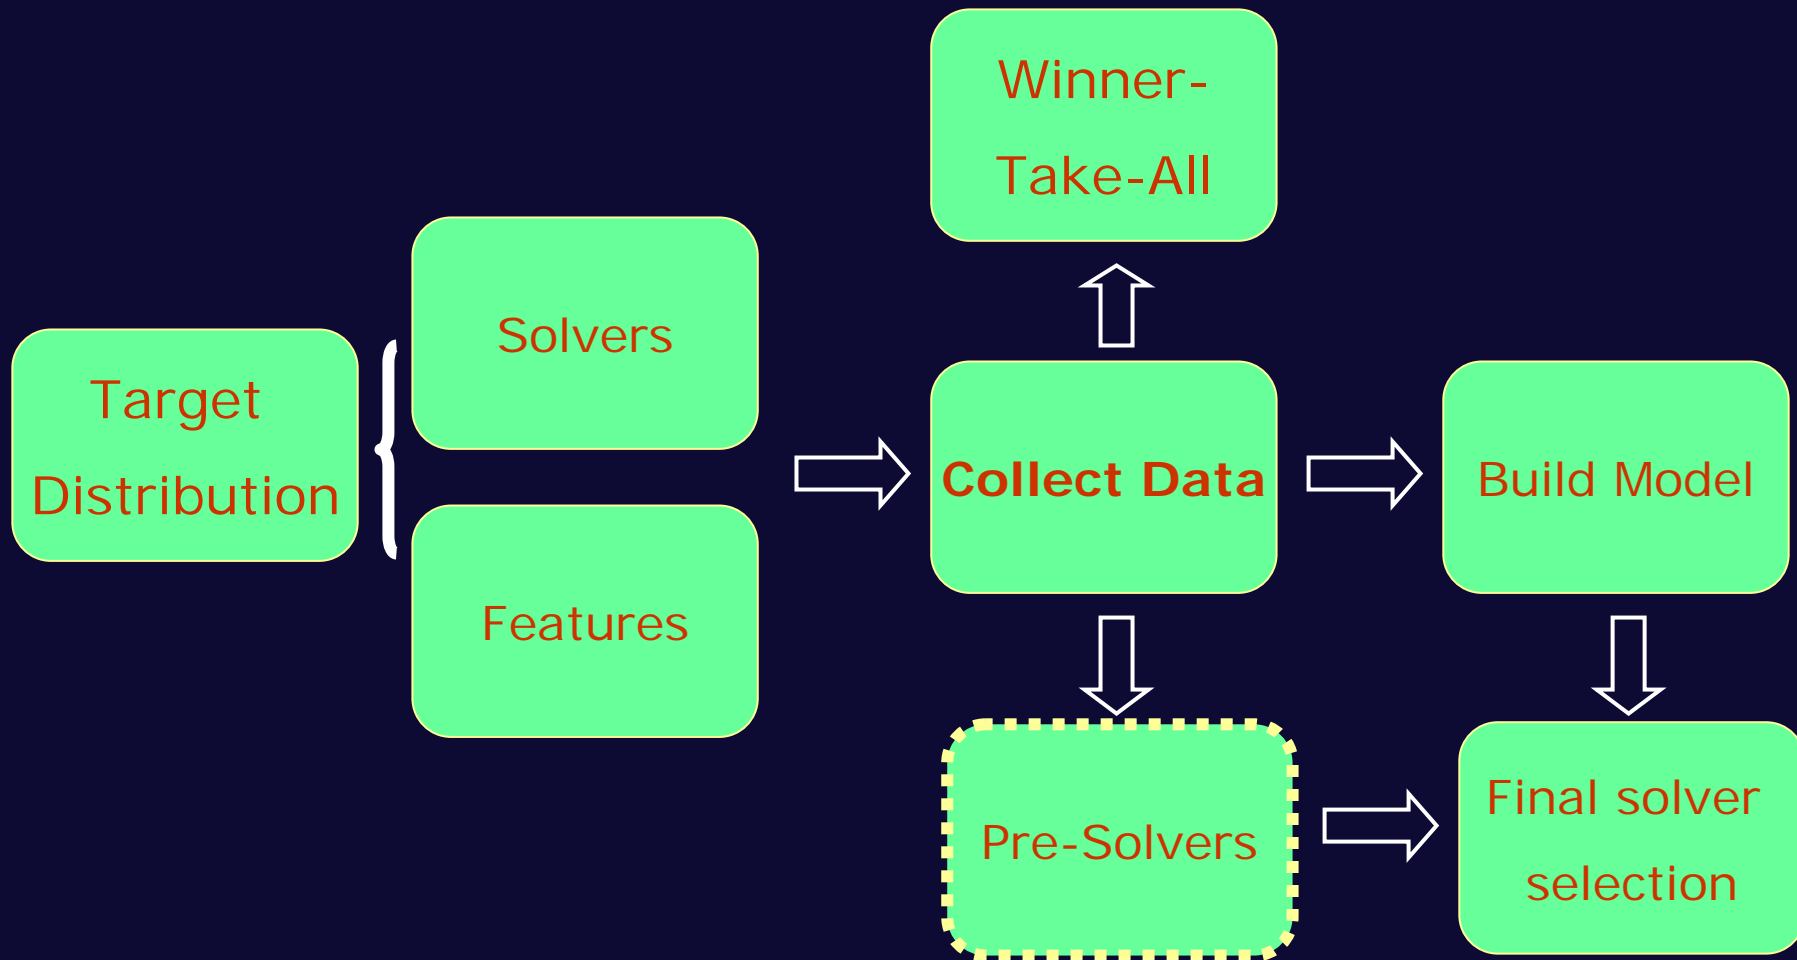 Winner-
Take-All
Solvers
Target
Distribution
Collect Data
Build Model
Features
Pre-Solvers
Final solver
selection